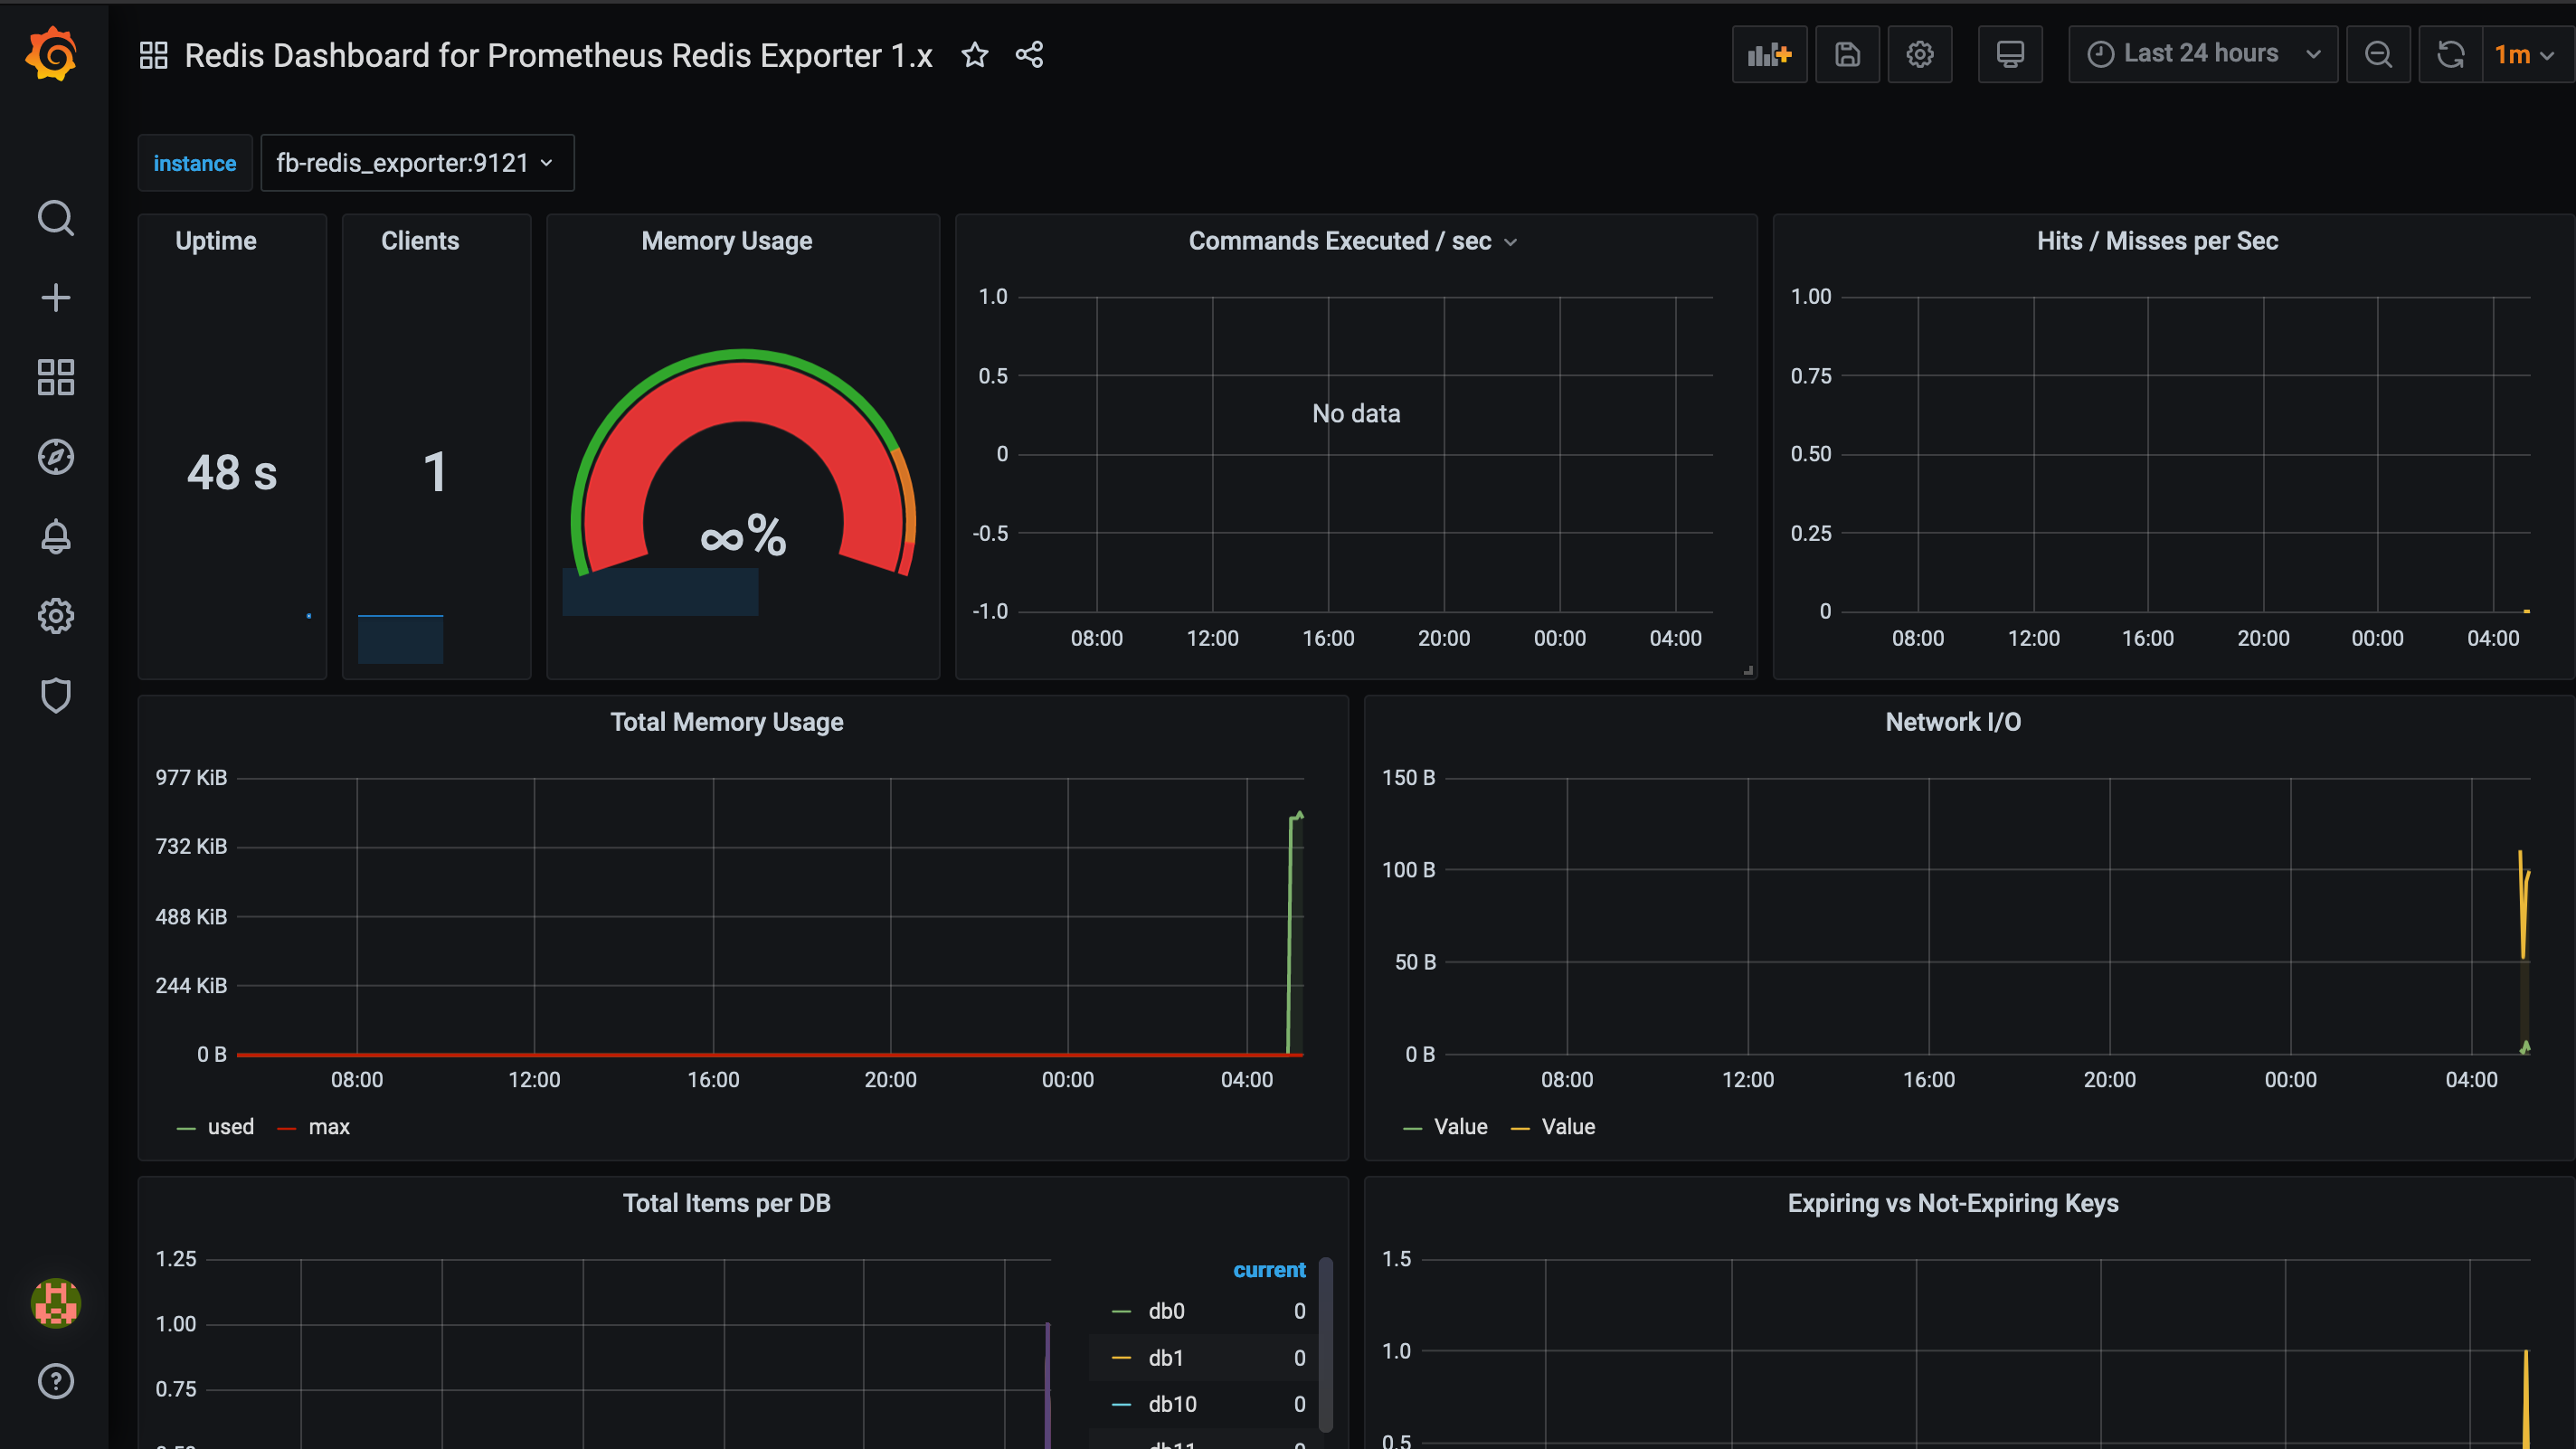 Redis Dashboard for Prometheus Redis Exporter 1.x
Last 24 hours
1m
instance
fb-redis_exporter:9121
Uptime
48 s
Clients
1
Memory Usage
∞%
Commands Executed / sec
1.0
0.5
0
-0.5
-1.0
No data
08:00 12:00 16:00 20:00 00:00 04:00
Hits / Misses per Sec
1.00
0.75
0.50
0.25
0
08:00 12:00 16:00 20:00 00:00 04:00
Total Memory Usage
977 KiB
732 KiB
488 KiB
244 KiB
0 B
08:00 12:00 16:00 20:00 00:00 04:00
used max
Network I/O
150 B
100 B
50 B
0 B
08:00 12:00 16:00 20:00 00:00 04:00
Value Value
Total Items per DB
1.25
1.00
0.75
current
db0 0
db1 0
db10 0
Expiring vs Not-Expiring Keys
1.5
1.0
0.5